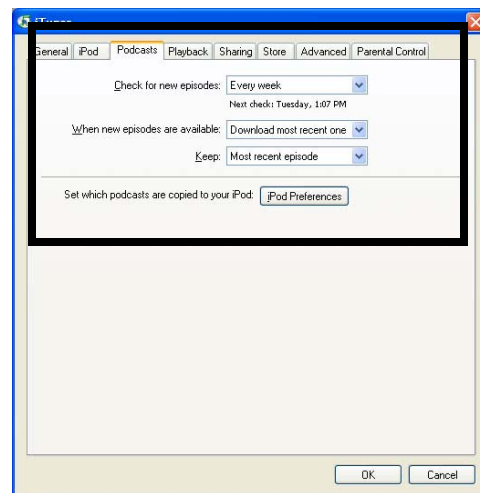 iTunes
General iPod Podcasts Playback Sharing Store Advanced Parental Control
Check for new episodes: Every week
Next check: Tuesday, 1:07 PM
When new episodes are available: Download most recent one
Keep: Most recent episode
Set which podcasts are copied to your iPod: iPod Preferences
OK Cancel